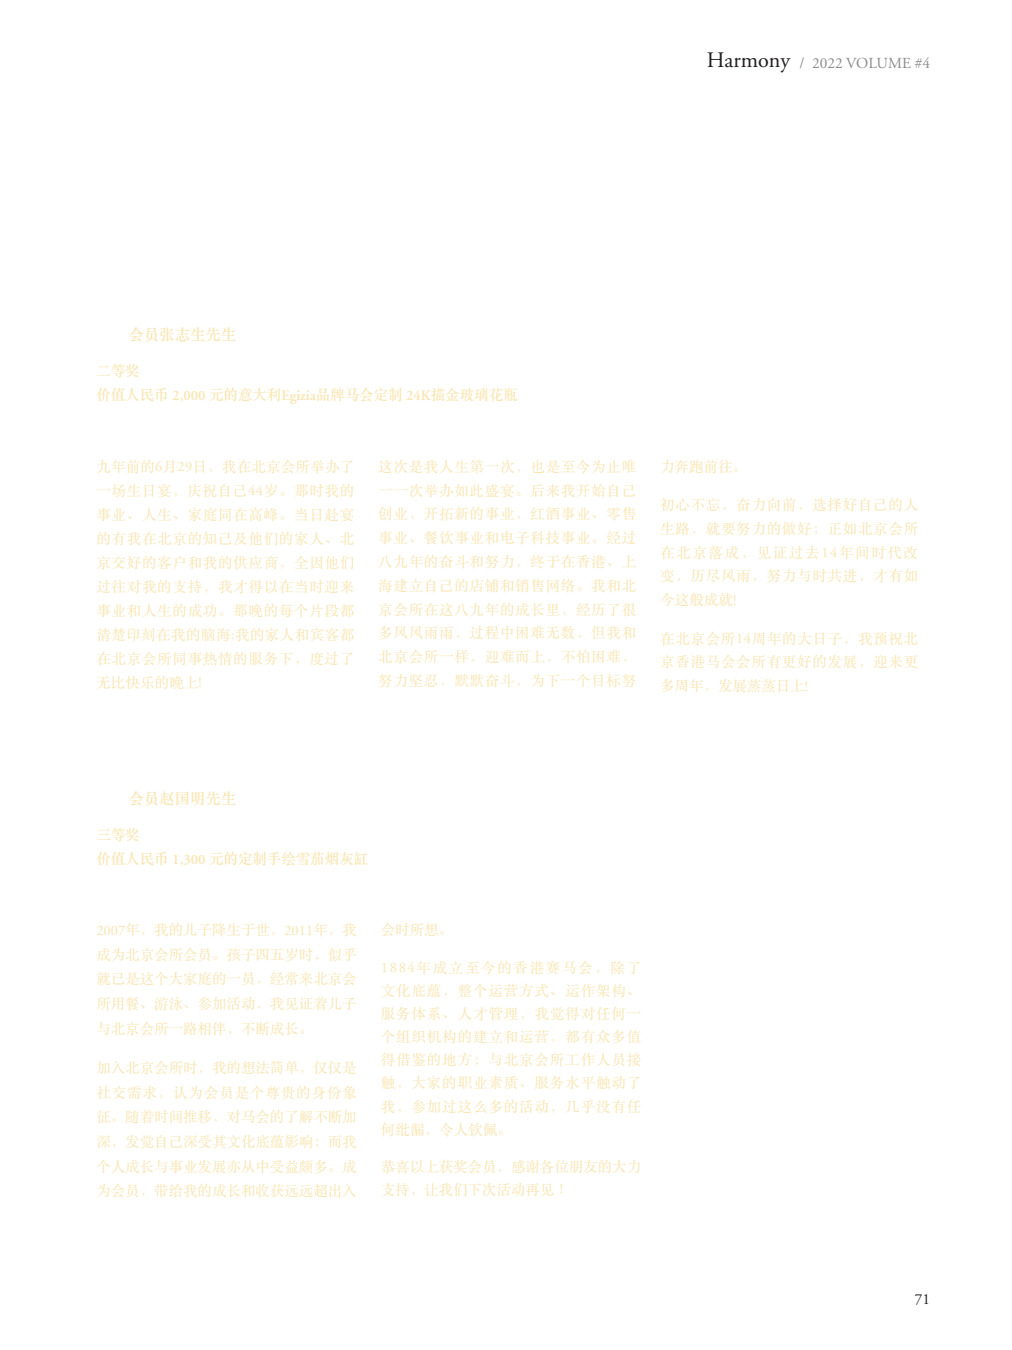 Harmony / 2022 VOLUME #4
会员张志生先生
二等奖
价值人民币 2,000 元的意大利Egizia品牌马会定制 24K描金玻璃花瓶
九年前的6月29日，我在北京会所举办了
一场生日宴，庆祝自己44岁。那时我的
事业、人生、家庭同在高峰。当日赴宴
的有我在北京的知己及他们的家人、北
京交好的客户和我的供应商，全因他们
过往对我的支持，我才得以在当时迎来
事业和人生的成功。那晚的每个片段都
清楚印刻在我的脑海:我的家人和宾客都
在北京会所同事热情的服务下，度过了
无比快乐的晚上!
这次是我人生第一次，也是至今为止唯
一一次举办如此盛宴。后来我开始自己
创业，开拓新的事业，红酒事业、零售
事业、餐饮事业和电子科技事业。经过
八九年的奋斗和努力，终于在香港、上
海建立自己的店铺和销售网络。我和北
京会所在这八九年的成长里，经历了很
多风风雨雨，过程中困难无数，但我和
北京会所一样，迎难而上，不怕困难，
努力坚忍，默默奋斗，为下一个目标努
力奔跑前往。
初心不忘，奋力向前，选择好自己的人
生路，就要努力的做好；正如北京会所
在北京落成，见证过去14年间时代改
变，历尽风雨，努力与时共进，才有如
今这般成就!
在北京会所14周年的大日子，我预祝北
京香港马会会所有更好的发展，迎来更
多周年，发展蒸蒸日上!
会员赵国明先生
三等奖
价值人民币 1,300 元的定制手绘雪茄烟灰缸
2007年，我的儿子降生于世，2011年，我
成为北京会所会员。孩子四五岁时，似乎
就已是这个大家庭的一员，经常来北京会
所用餐、游泳、参加活动，我见证着儿子
与北京会所一路相伴，不断成长。
加入北京会所时，我的想法简单，仅仅是
社交需求，认为会员是个尊贵的身份象
征。随着时间推移，对马会的了解不断加
深，发觉自己深受其文化底蕴影响；而我
个人成长与事业发展亦从中受益颇多。成
为会员，带给我的成长和收获远远超出入
会时所想。
1884年成立至今的香港赛马会，除了
文化底蕴，整个运营方式、运作架构、
服务体系、人才管理，我觉得对任何一
个组织机构的建立和运营，都有众多值
得借鉴的地方；与北京会所工作人员接
触，大家的职业素质、服务水平触动了
我，参加过这么多的活动，几乎没有任
何纰漏，令人钦佩。
恭喜以上获奖会员，感谢各位朋友的大力
支持，让我们下次活动再见！
71